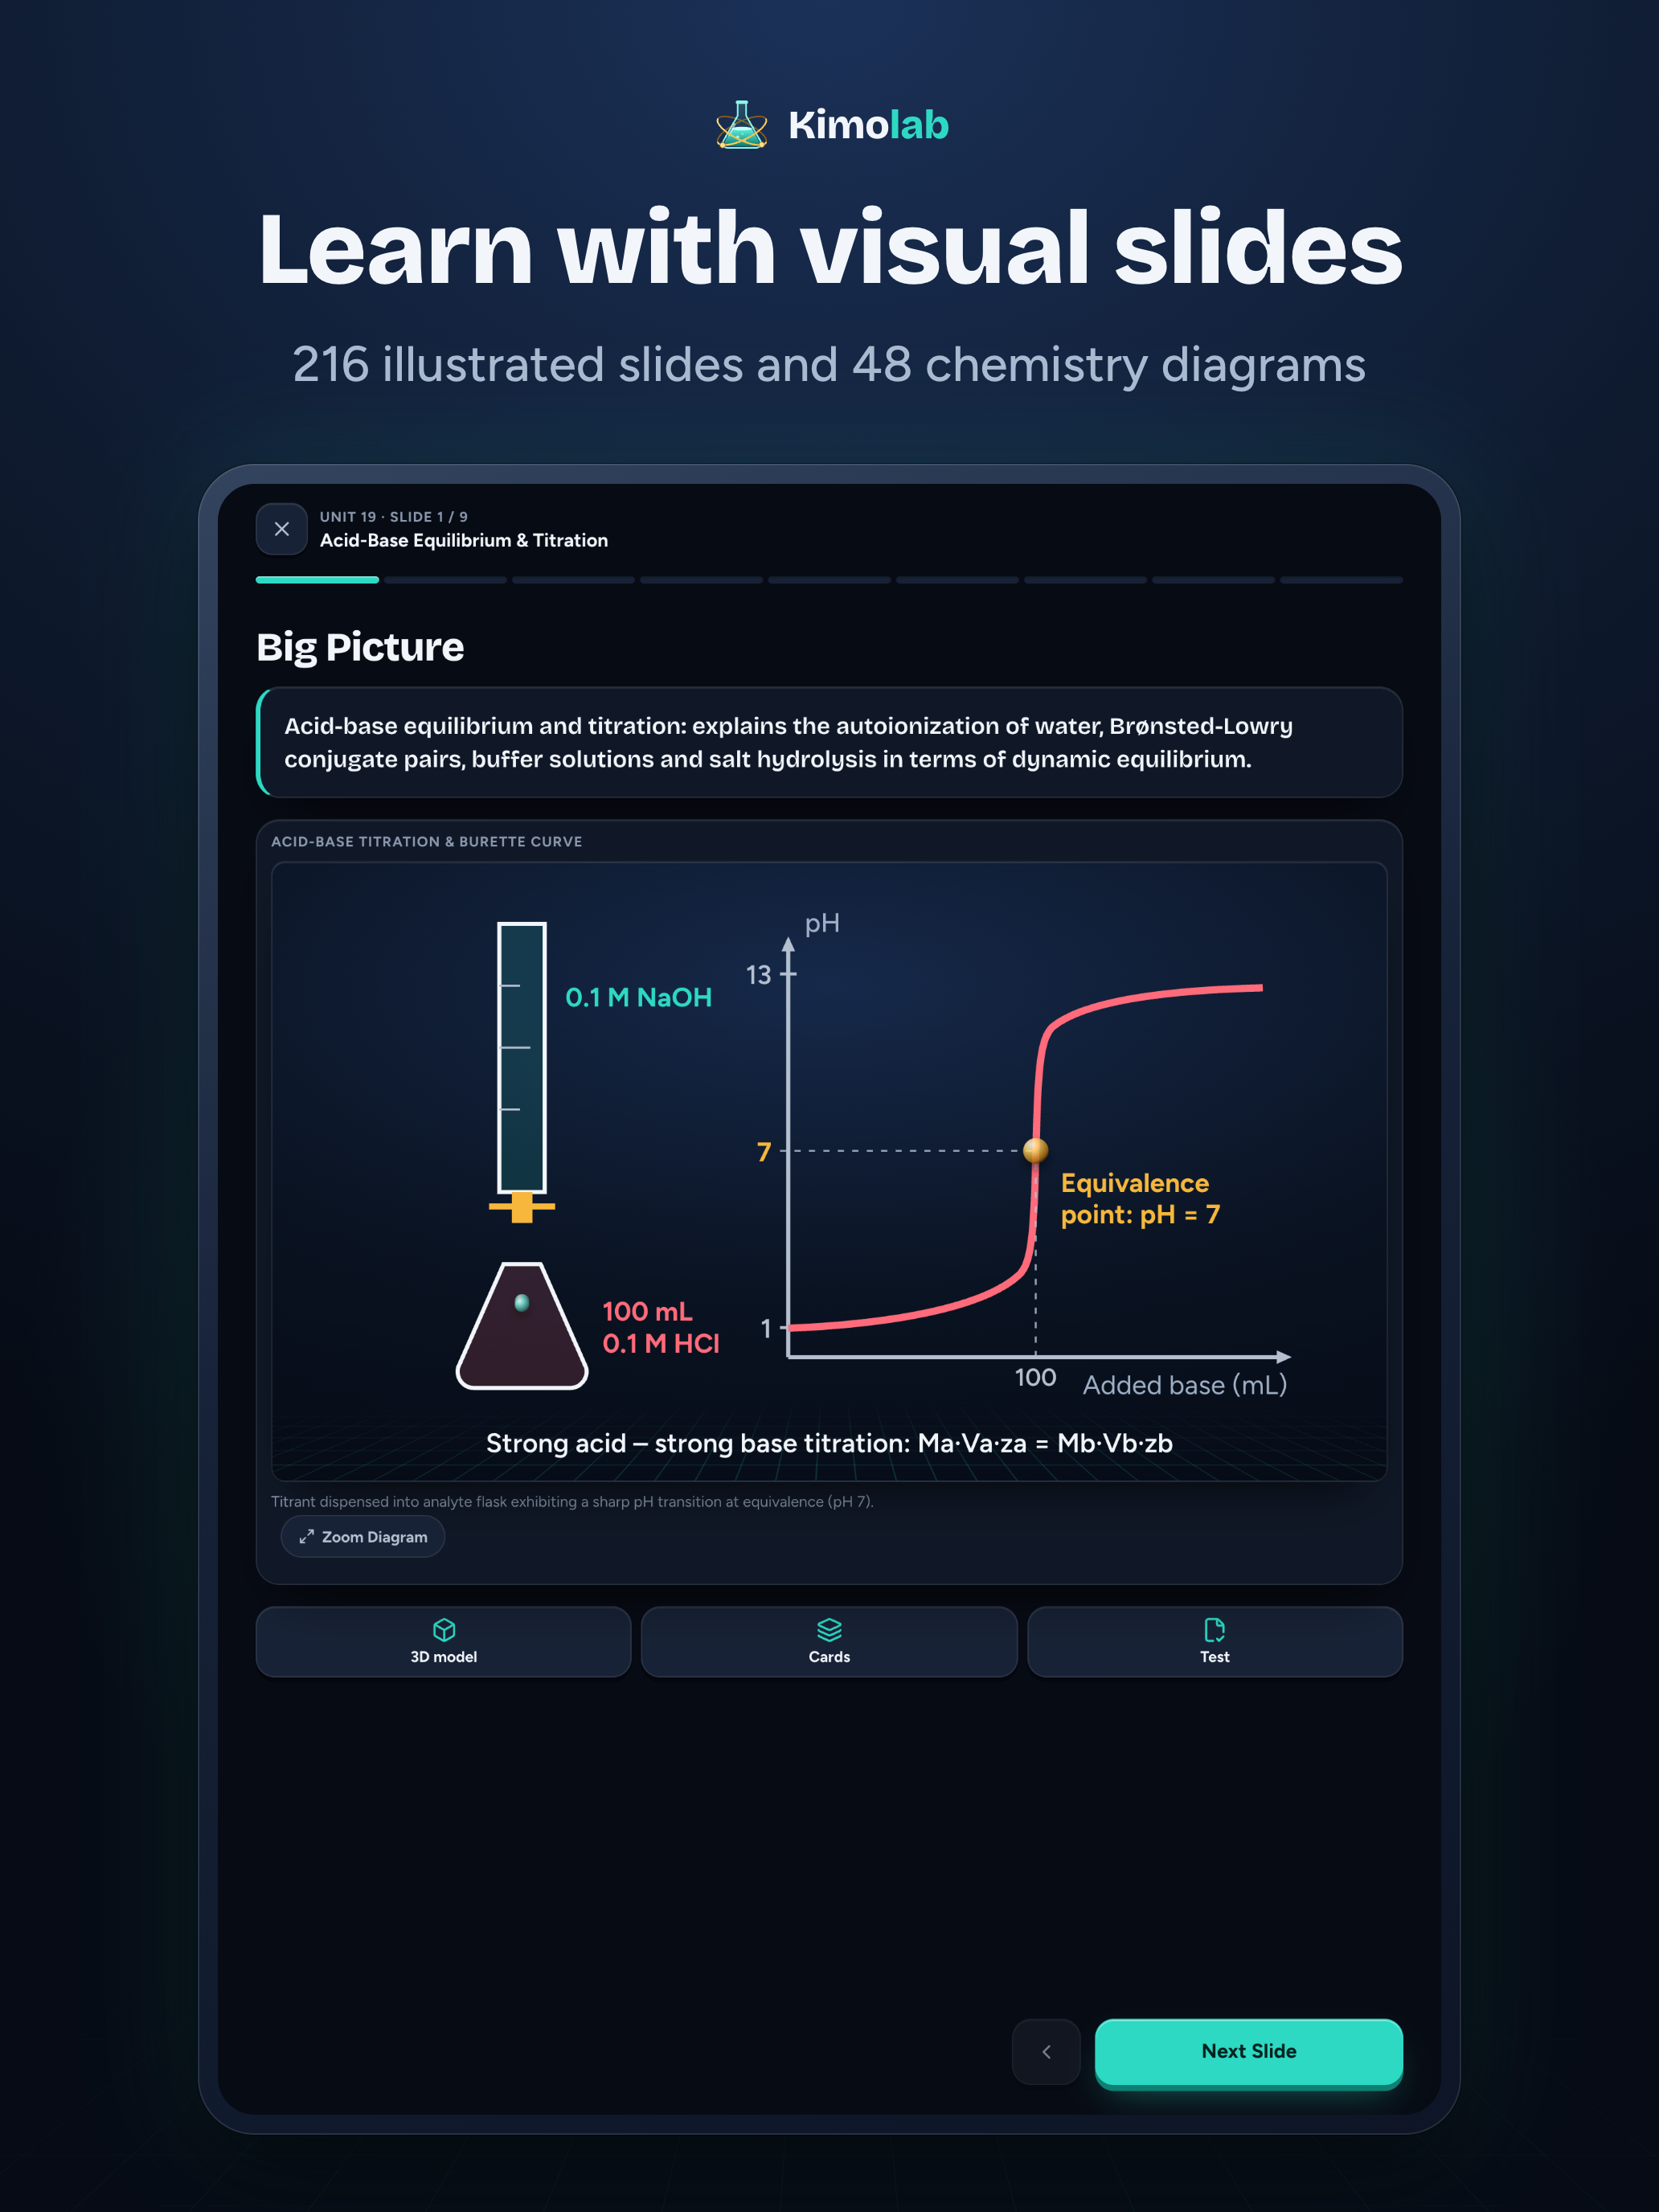 Kimolab
Learn with visual slides
216 illustrated slides and 48 chemistry diagrams
UNIT 19 · SLIDE 1 / 9
Acid-Base Equilibrium & Titration
Big Picture
Acid-base equilibrium and titration: explains the autoionization of water, Brønsted-Lowry
conjugate pairs, buffer solutions and salt hydrolysis in terms of dynamic equilibrium.
ACID-BASE TITRATION & BURETTE CURVE
pH
13
0.1 M NaOH
7
Equivalence
point: pH = 7
100 mL
0.1 M HCl
1
100
Added base (mL)
Strong acid – strong base titration: Ma·Va·za = Mb·Vb·zb
Titrant dispensed into analyte flask exhibiting a sharp pH transition at equivalence (pH 7).
Zoom Diagram
3D model
Cards
Test
Next Slide